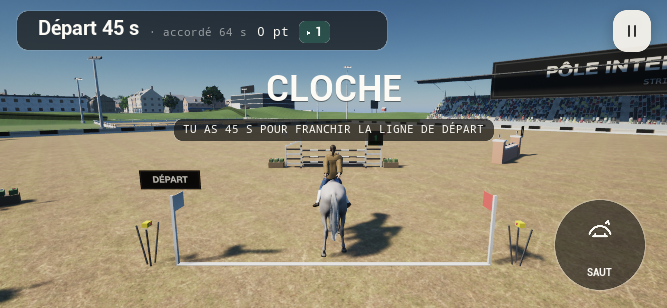 Départ 45 s · accordé 64 s 0 pt ▸ 1
PÔLE INTER
CLOCHE
TU AS 45 S POUR FRANCHIR LA LIGNE DE DÉPART
DÉPART
SAUT